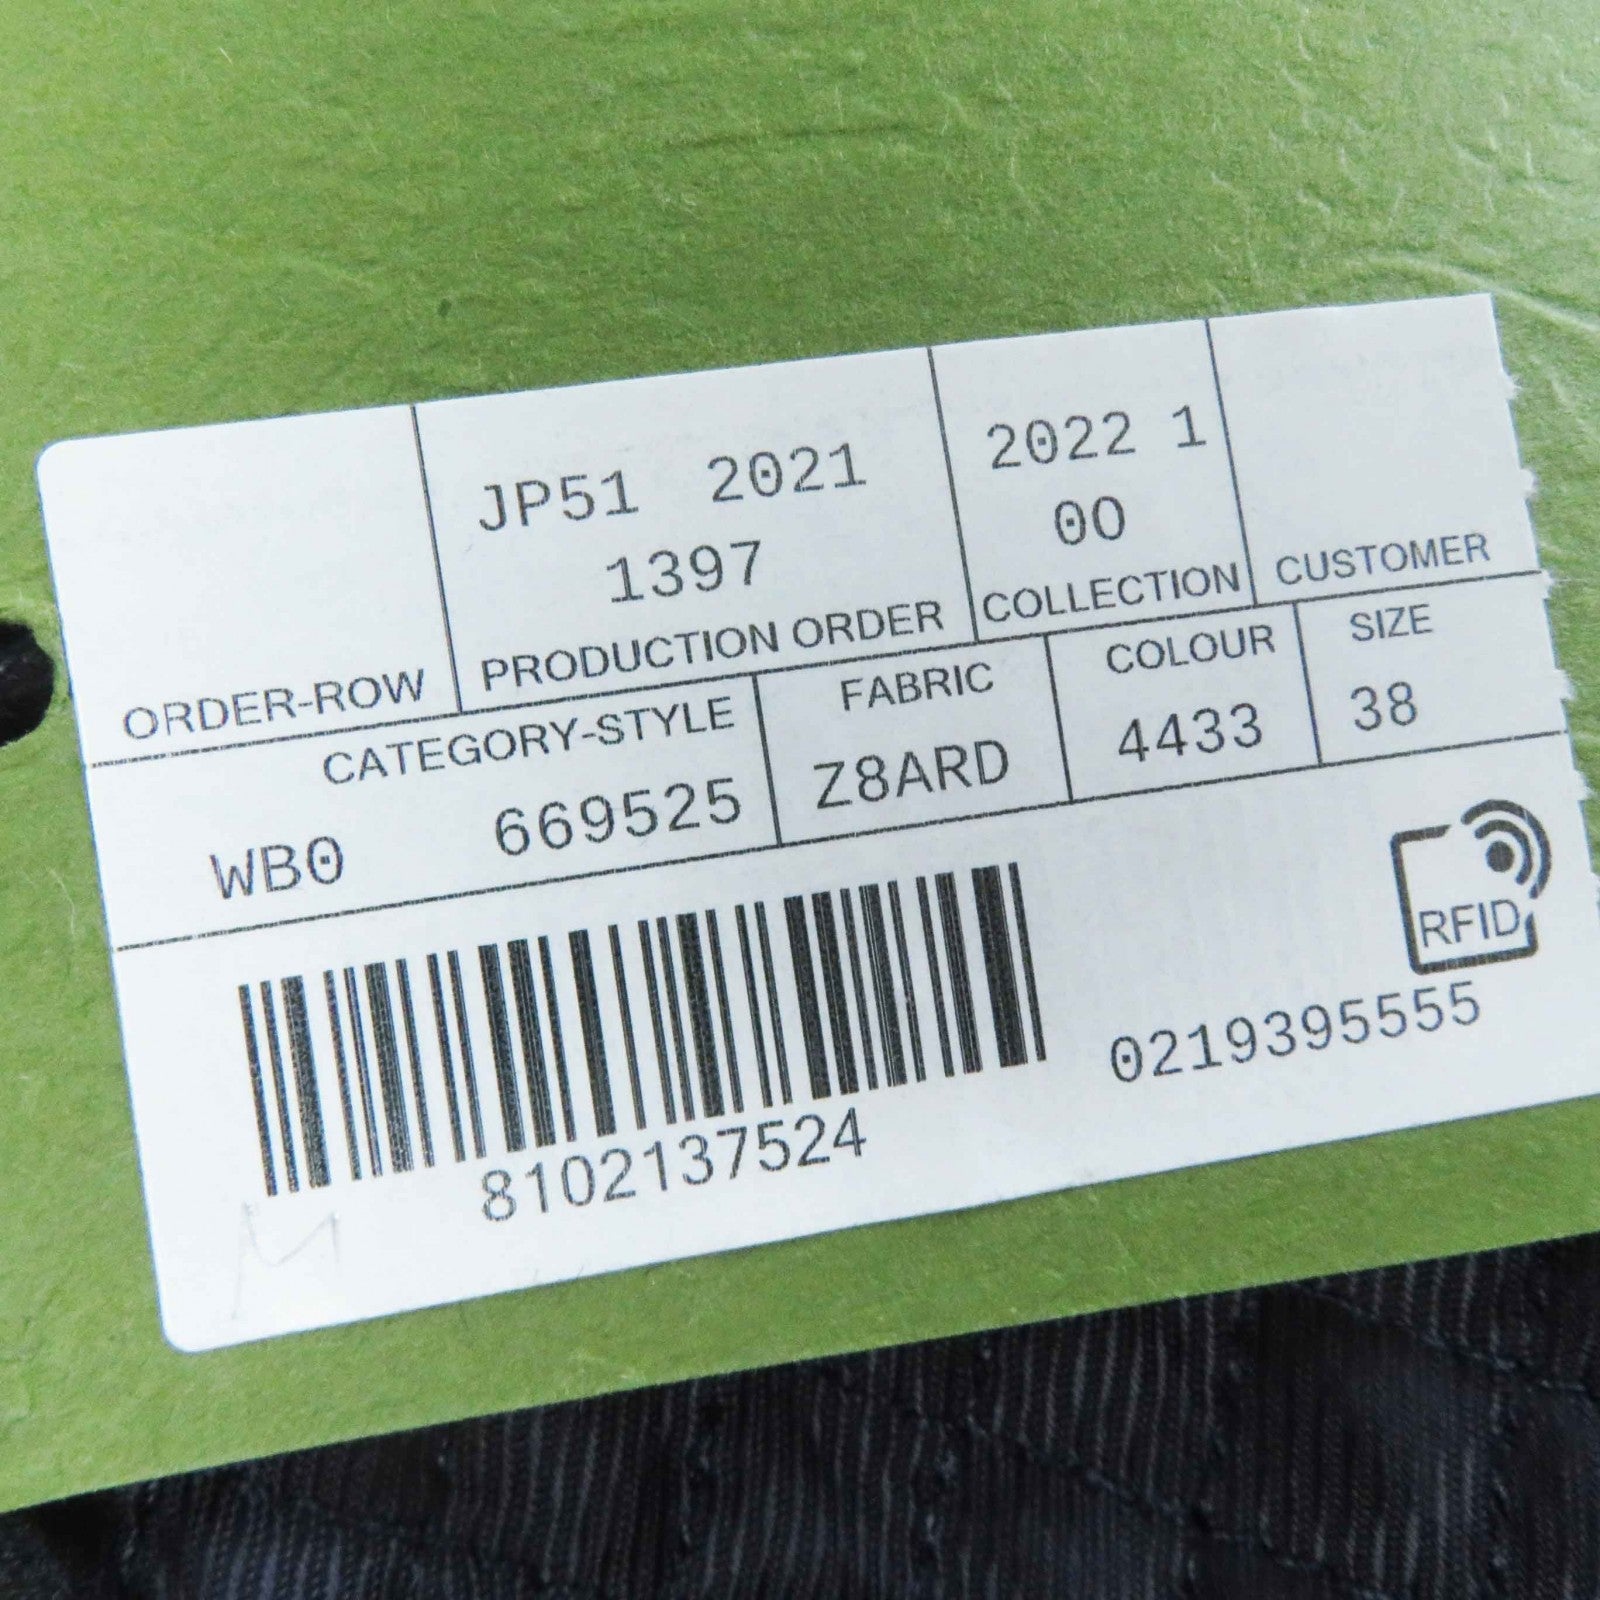 JP51 2021 2022 1
1397 00
ORDER-ROW PRODUCTION ORDER COLLECTION CUSTOMER
CATEGORY-STYLE FABRIC COLOUR SIZE
WB0 669525 Z8ARD 4433 38
RFID
8102137524 0219395555
M